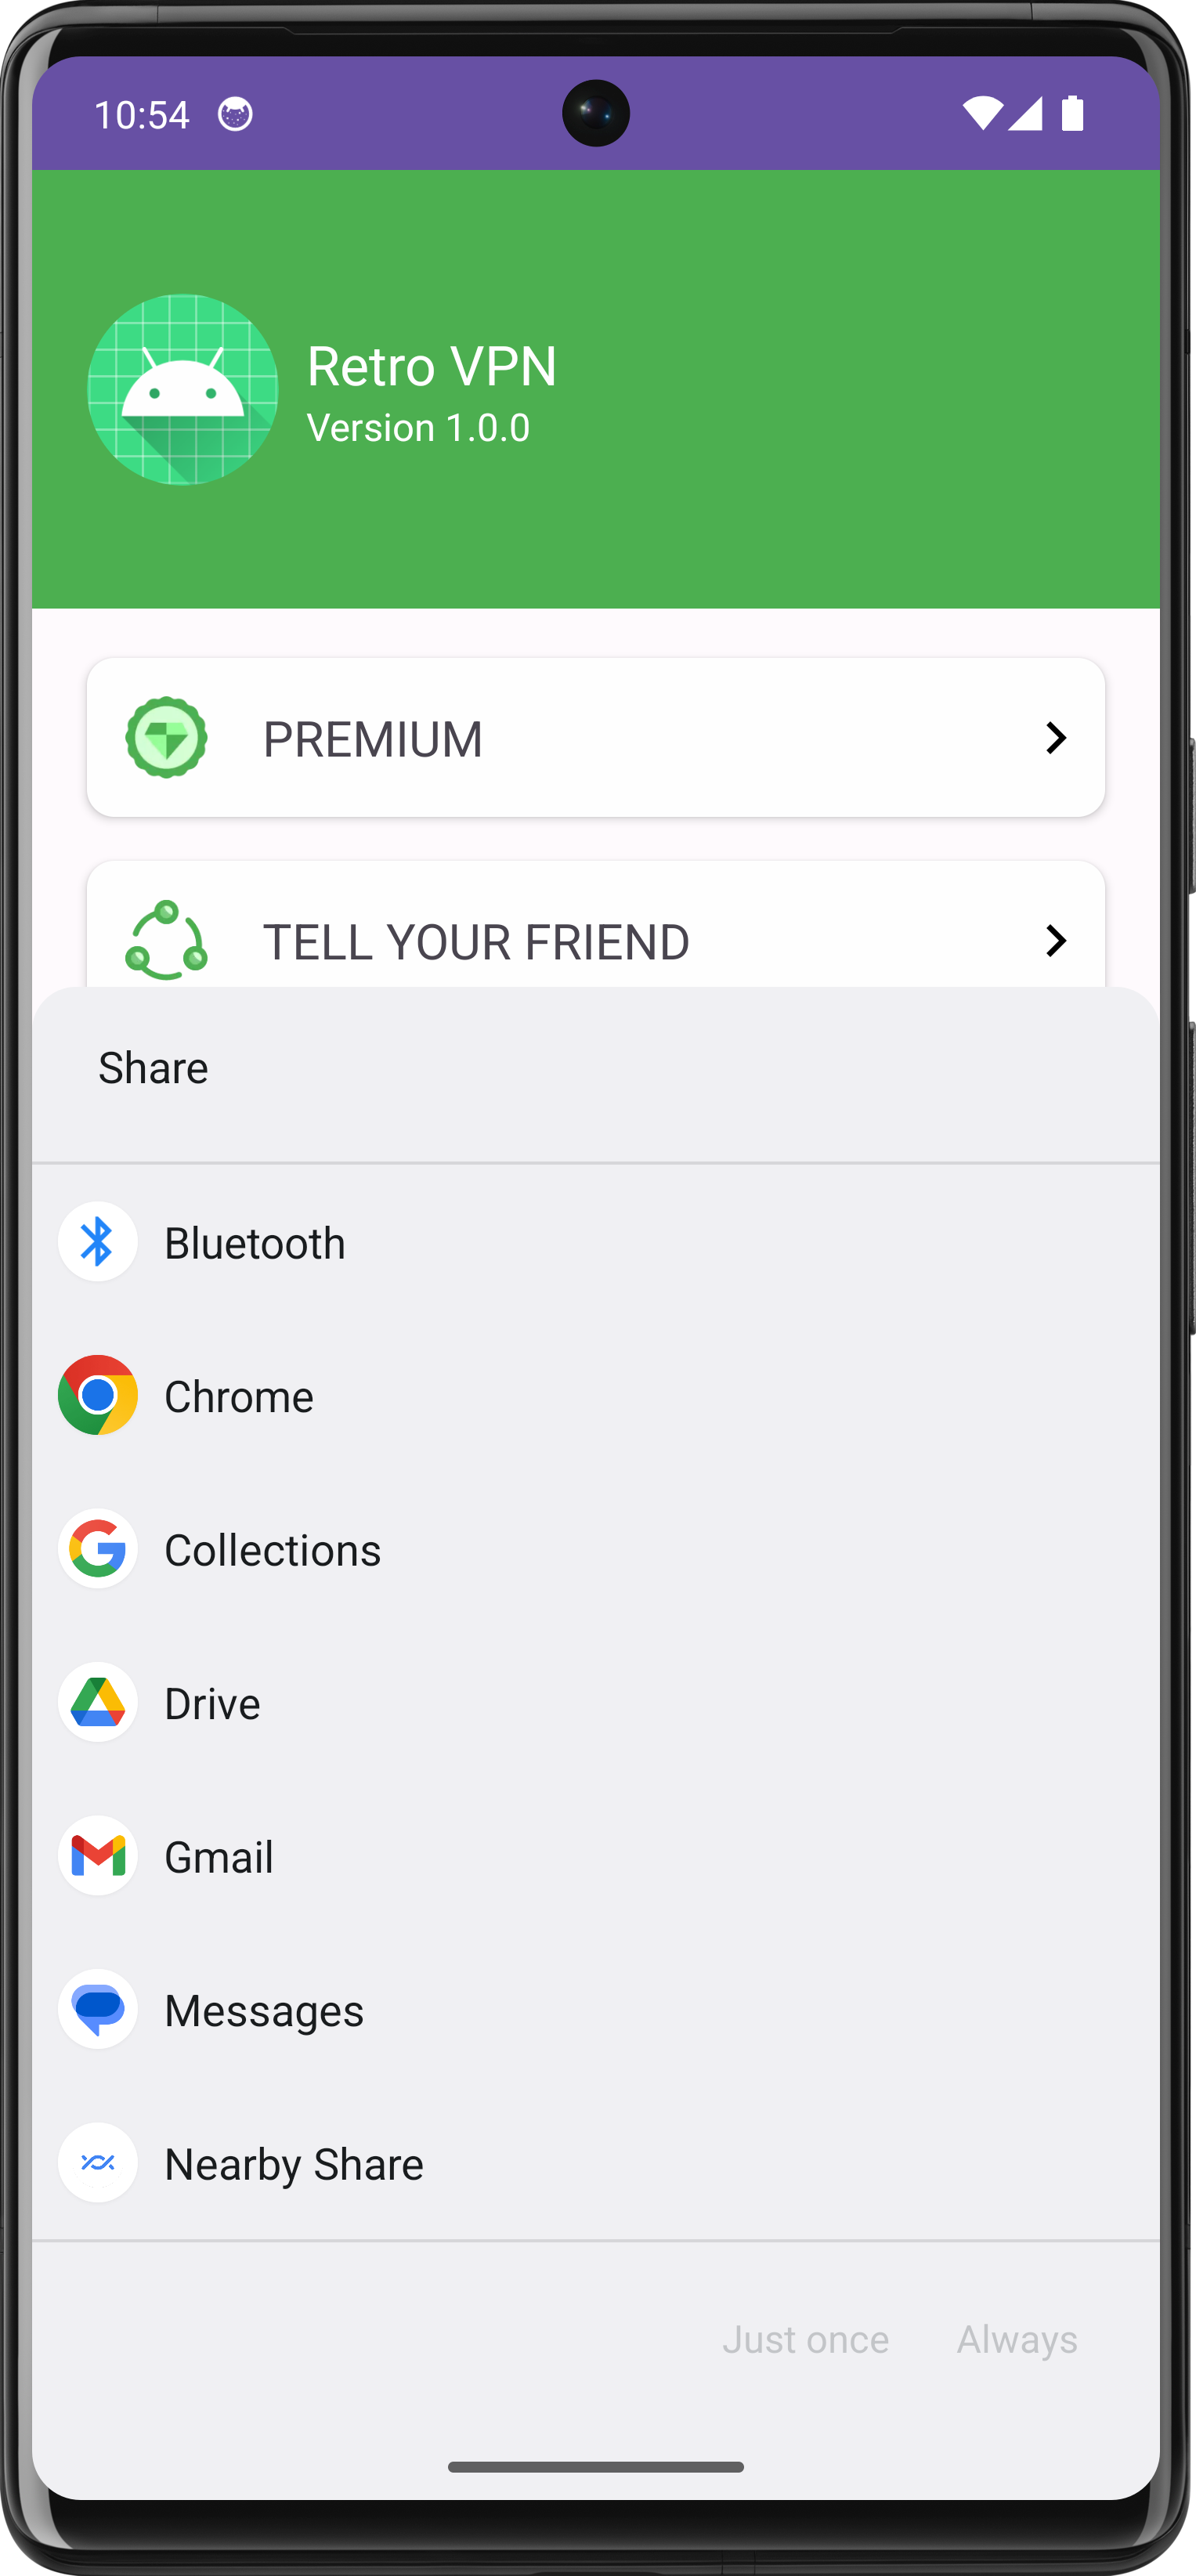 10:54
Retro VPN
Version 1.0.0
PREMIUM
TELL YOUR FRIEND
Share
Bluetooth
Chrome
Collections
Drive
Gmail
Messages
Nearby Share
Just once Always